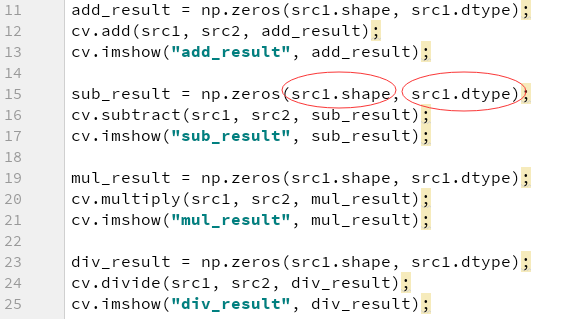 11 add_result = np.zeros(src1.shape, src1.dtype);
12 cv.add(src1, src2, add_result);
13 cv.imshow("add_result", add_result);
14
15 sub_result = np.zeros(src1.shape, src1.dtype);
16 cv.subtract(src1, src2, sub_result);
17 cv.imshow("sub_result", sub_result);
18
19 mul_result = np.zeros(src1.shape, src1.dtype);
20 cv.multiply(src1, src2, mul_result);
21 cv.imshow("mul_result", mul_result);
22
23 div_result = np.zeros(src1.shape, src1.dtype);
24 cv.divide(src1, src2, div_result);
25 cv.imshow("div_result", div_result);